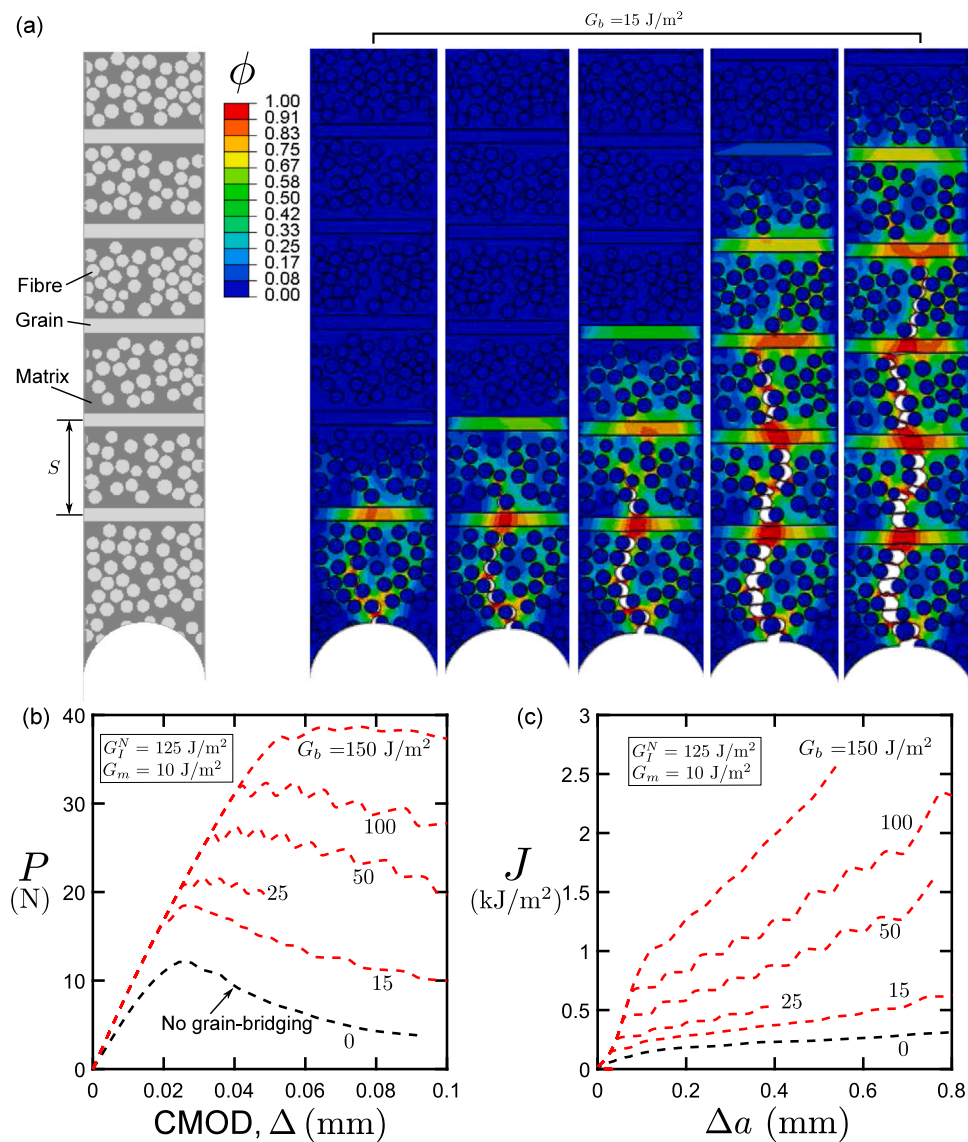 (a)
G_b =15 J/m²
ϕ
1.00
0.91
0.83
0.75
0.67
0.58
0.50
0.42
0.33
0.25
0.17
0.08
0.00
Fibre
Grain
Matrix
S
(b)
40
30
20
10
0
P
(N)
G_I^N = 125 J/m²
G_m = 10 J/m²
G_b =150 J/m²
100
50
25
15
No grain-bridging
0
0
0.02
0.04
0.06
0.08
0.1
CMOD, Δ (mm)
(c)
3
2.5
2
1.5
1
0.5
0
J
(kJ/m²)
G_I^N = 125 J/m²
G_m = 10 J/m²
G_b =150 J/m²
100
50
25
15
0
0
0.2
0.4
0.6
0.8
Δa (mm)